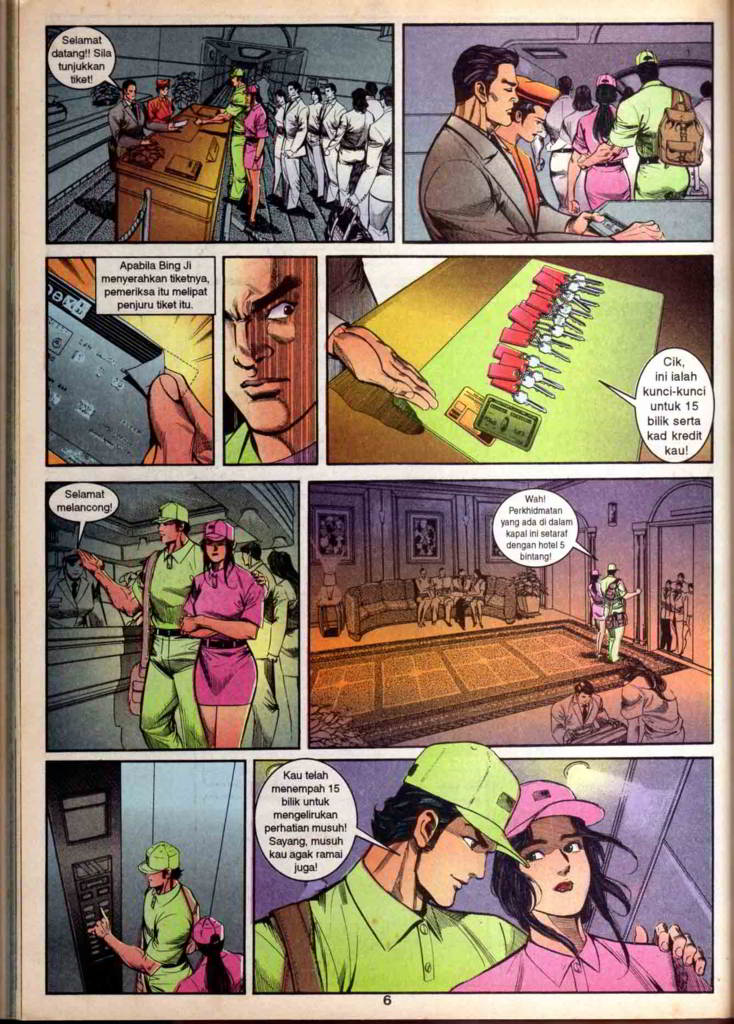 Selamat
datang!! Sila
tunjukkan
tiket!
Apabila Bing Ji
menyerahkan tiketnya,
pemeriksa itu melipat
penjuru tiket itu.
Cik,
ini ialah
kunci-kunci
untuk 15
bilik serta
kad kredit
kau!
Selamat
melancong!
Wah!
Perkhidmatan
yang ada di dalam
kapal ini setaraf
dengan hotel 5
bintang!
Kau telah
menempah 15
bilik untuk
mengelirukan
perhatian musuh!
Sayang, musuh
kau agak ramai
juga!
6